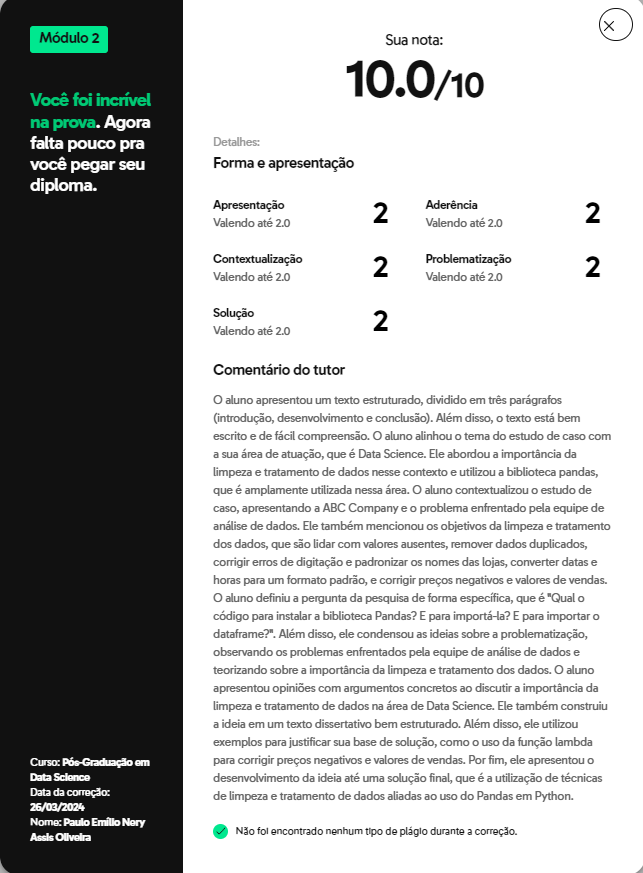 Módulo 2
Você foi incrível
na prova. Agora
falta pouco pra
você pegar seu
diploma.
Curso: Pós-Graduação em
Data Science
Data da correção:
26/03/2024
Nome: Paulo Emílio Nery
Assis Oliveira
Sua nota:
10.0/10
Detalhes:
Forma e apresentação
Apresentação
Valendo até 2.0
2
Aderência
Valendo até 2.0
2
Contextualização
Valendo até 2.0
2
Problematização
Valendo até 2.0
2
Solução
Valendo até 2.0
2
Comentário do tutor
O aluno apresentou um texto estruturado, dividido em três parágrafos
(introdução, desenvolvimento e conclusão). Além disso, o texto está bem
escrito e de fácil compreensão. O aluno alinhou o tema do estudo de caso com
a sua área de atuação, que é Data Science. Ele abordou a importância da
limpeza e tratamento de dados nesse contexto e utilizou a biblioteca pandas,
que é amplamente utilizada nessa área. O aluno contextualizou o estudo de
caso, apresentando a ABC Company e o problema enfrentado pela equipe de
análise de dados. Ele também mencionou os objetivos da limpeza e tratamento
dos dados, que são lidar com valores ausentes, remover dados duplicados,
corrigir erros de digitação e padronizar os nomes das lojas, converter datas e
horas para um formato padrão, e corrigir preços negativos e valores de vendas.
O aluno definiu a pergunta da pesquisa de forma específica, que é "Qual o
código para instalar a biblioteca Pandas? E para importá-la? E para importar o
dataframe?". Além disso, ele condensou as ideias sobre a problematização,
observando os problemas enfrentados pela equipe de análise de dados e
teorizando sobre a importância da limpeza e tratamento dos dados. O aluno
apresentou opiniões com argumentos concretos ao discutir a importância da
limpeza e tratamento de dados na área de Data Science. Ele também construiu
a ideia em um texto dissertativo bem estruturado. Além disso, ele utilizou
exemplos para justificar sua base de solução, como o uso da função lambda
para corrigir preços negativos e valores de vendas. Por fim, ele apresentou o
desenvolvimento da ideia até uma solução final, que é a utilização de técnicas
de limpeza e tratamento de dados aliadas ao uso do Pandas em Python.
Não foi encontrado nenhum tipo de plágio durante a correção.